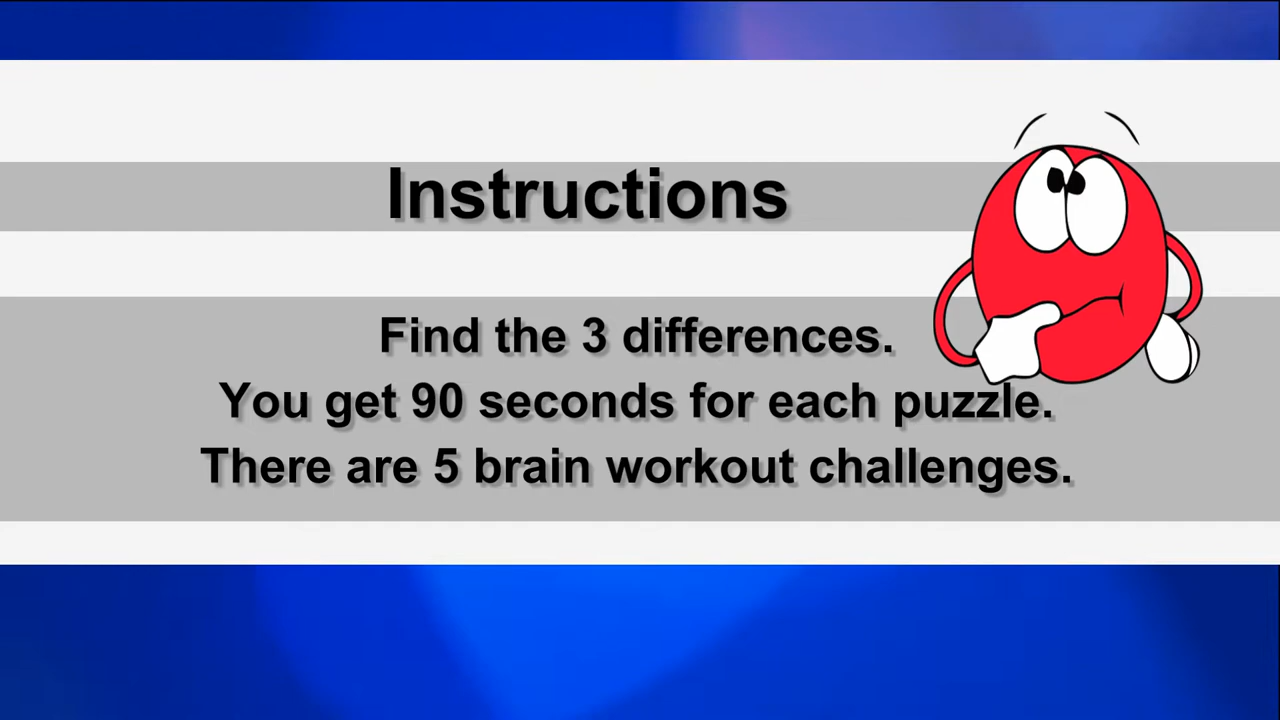 Instructions
Find the 3 differences.
You get 90 seconds for each puzzle.
There are 5 brain workout challenges.